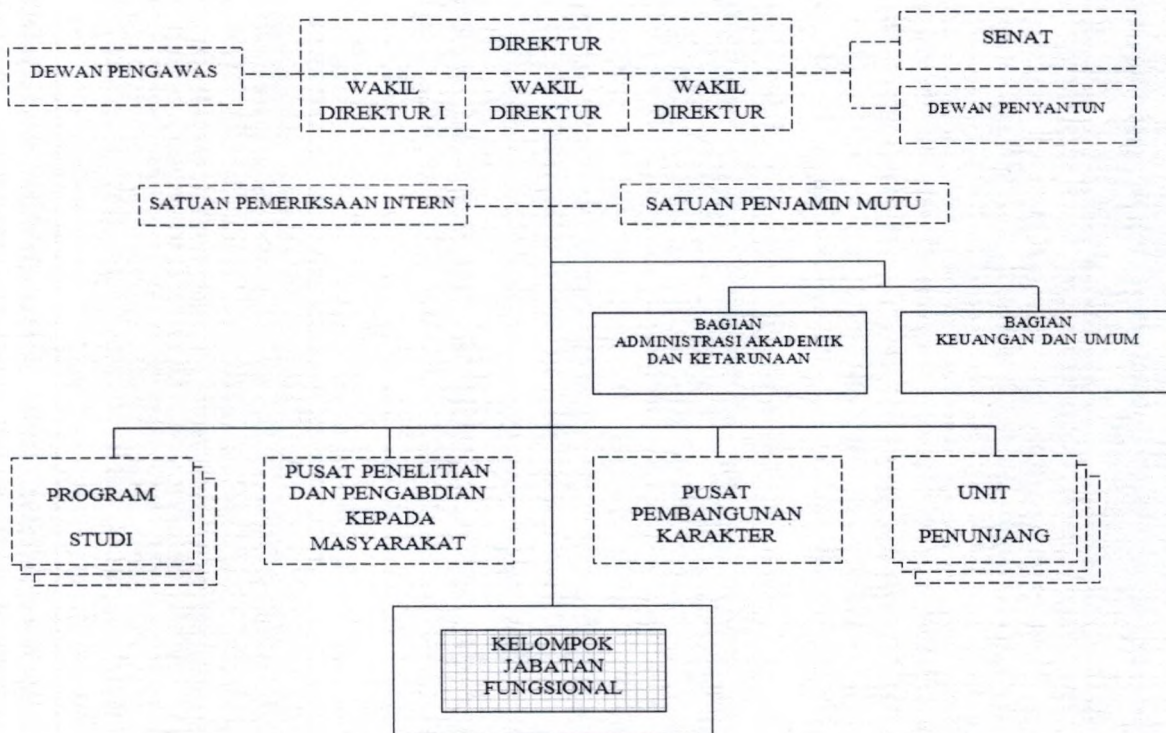 DIREKTUR
SENAT
DEWAN PENGAWAS
WAKIL
DIREKTUR I
WAKIL
DIREKTUR
WAKIL
DIREKTUR
DEWAN PENYANTUN
SATUAN PEMERIKSAAN INTERN
SATUAN PENJAMIN MUTU
BAGIAN
ADMINISTRASI AKADEMIK
DAN KETARUNAAN
BAGIAN
KEUANGAN DAN UMUM
PROGRAM
STUDI
PUSAT PENELITIAN
DAN PENGABDIAN
KEPADA
MASYARAKAT
PUSAT
PEMBANGUNAN
KARAKTER
UNIT
PENUNJANG
KELOMPOK
JABATAN
FUNGSIONAL